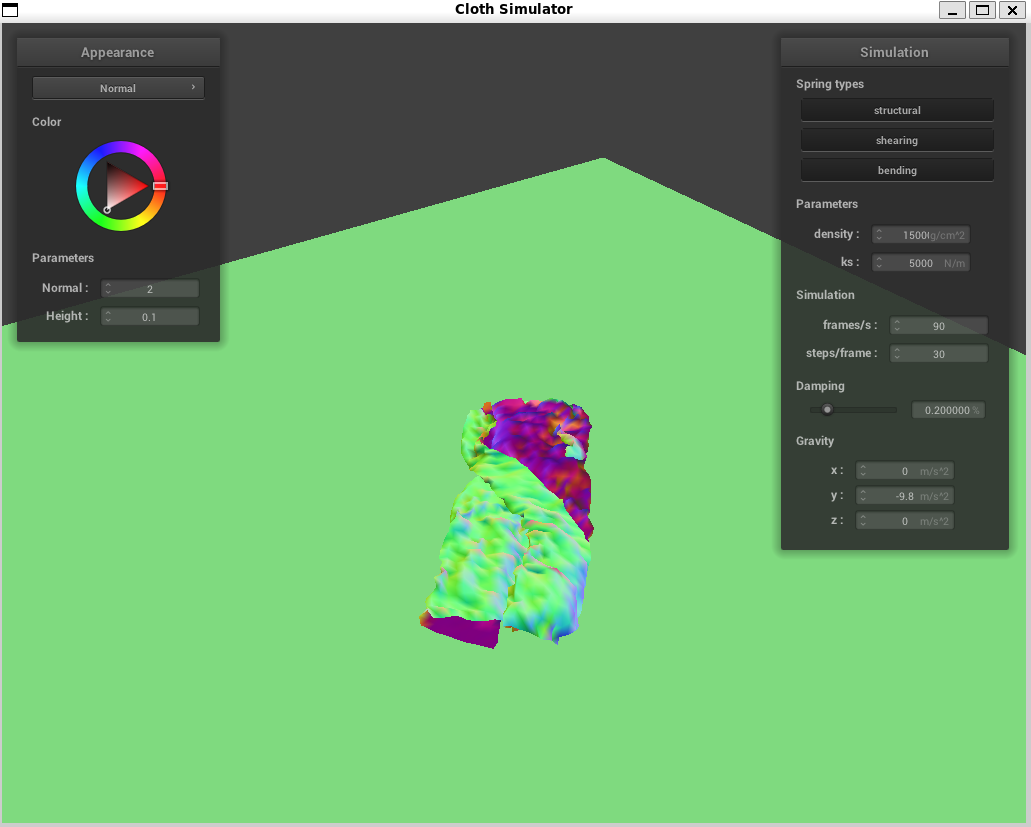 Cloth Simulator
Appearance
Normal
Color
Parameters
Normal : 2
Height : 0.1
Simulation
Spring types
structural
shearing
bending
Parameters
density : 1500 g/cm^2
ks : 5000 N/m
Simulation
frames/s : 90
steps/frame : 30
Damping
0.200000 %
Gravity
x : 0 m/s^2
y : -9.8 m/s^2
z : 0 m/s^2